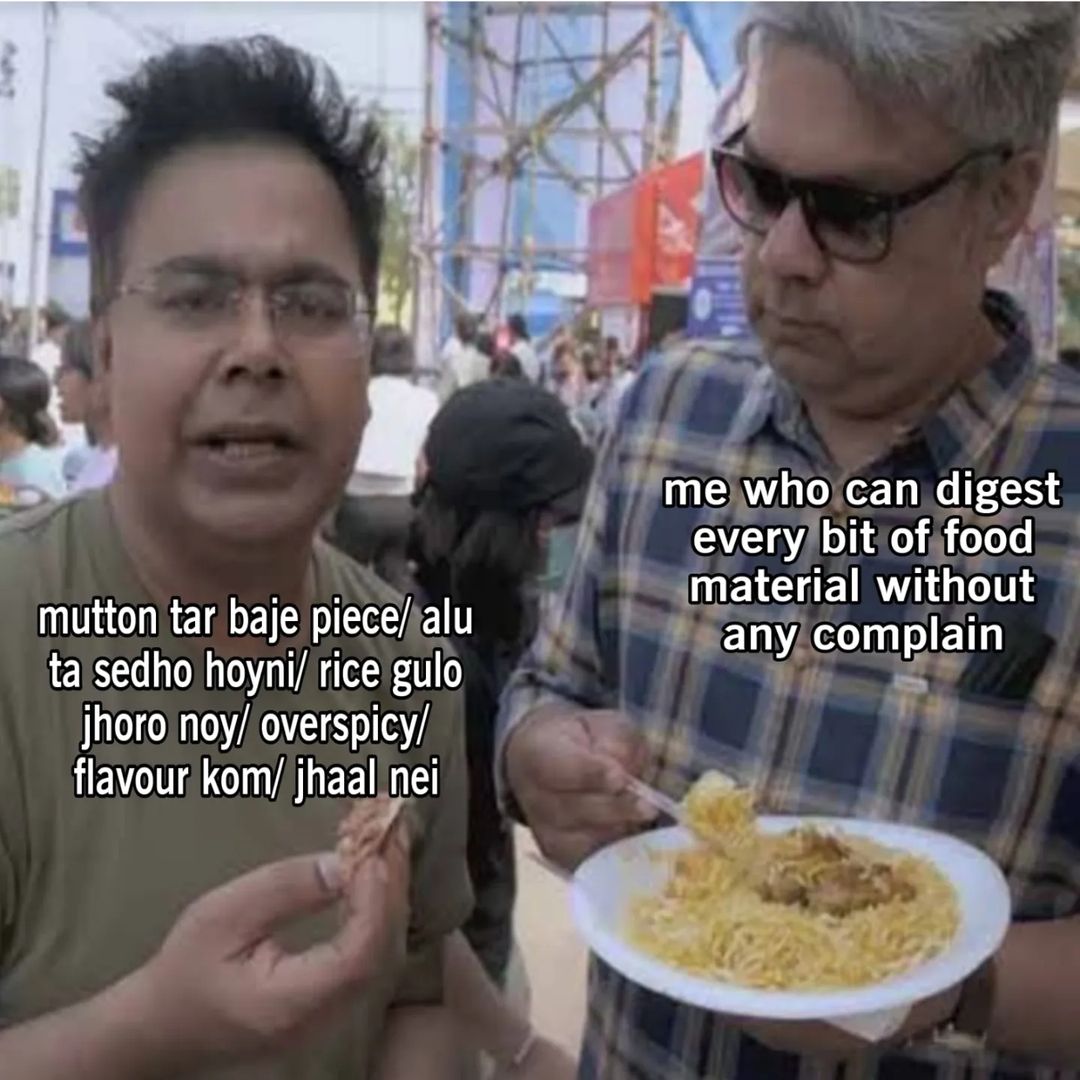 mutton tar baje piece/ alu
ta sedho hoyni/ rice gulo
jhoro noy/ overspicy/
flavour kom/ jhaal nei
me who can digest
every bit of food
material without
any complain